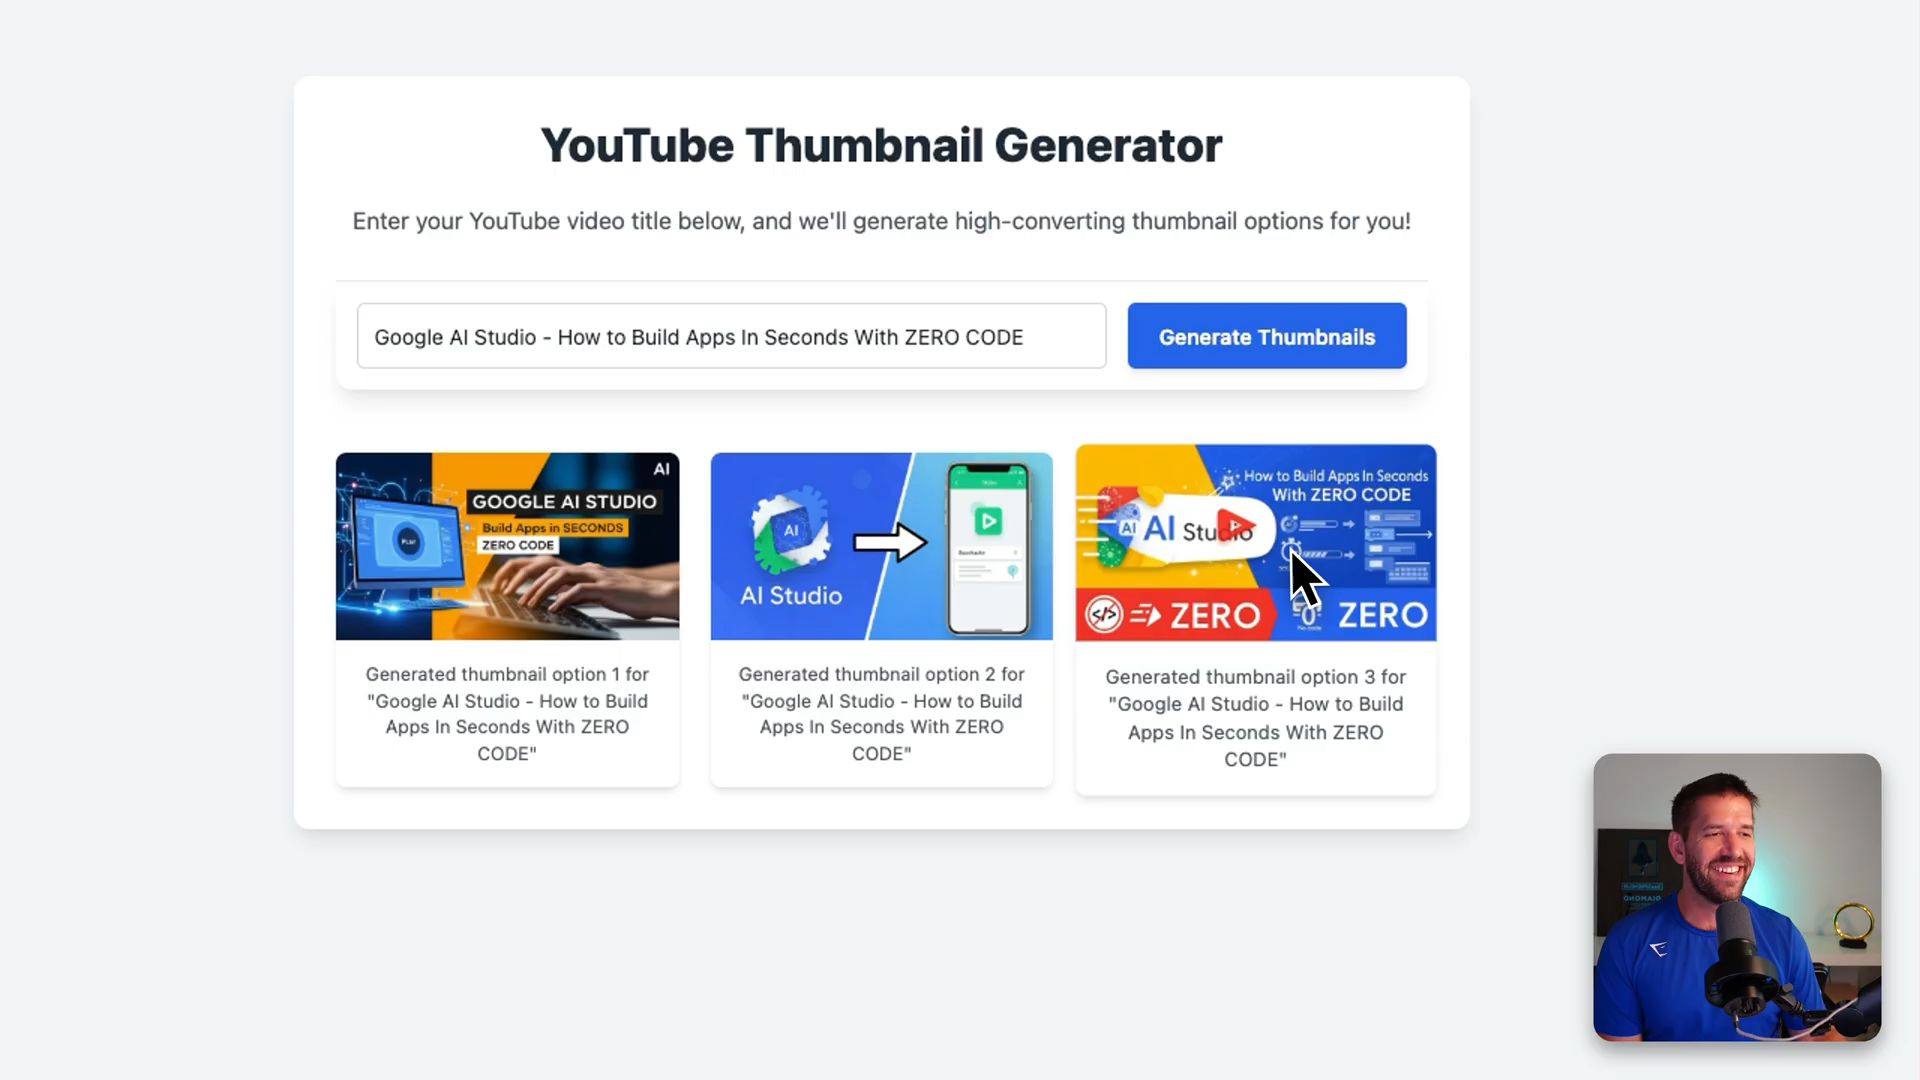 YouTube Thumbnail Generator
Enter your YouTube video title below, and we'll generate high-converting thumbnail options for you!
Google AI Studio - How to Build Apps In Seconds With ZERO CODE
Generate Thumbnails
AI
GOOGLE AI STUDIO
Build Apps in SECONDS
ZERO CODE
Generated thumbnail option 1 for
"Google AI Studio - How to Build
Apps In Seconds With ZERO
CODE"
AI
AI Studio
Generated thumbnail option 2 for
"Google AI Studio - How to Build
Apps In Seconds With ZERO
CODE"
How to Build Apps In Seconds
With ZERO CODE
AI AI Studio
</> ZERO
0 ZERO
Generated thumbnail option 3 for
"Google AI Studio - How to Build
Apps In Seconds With ZERO
CODE"